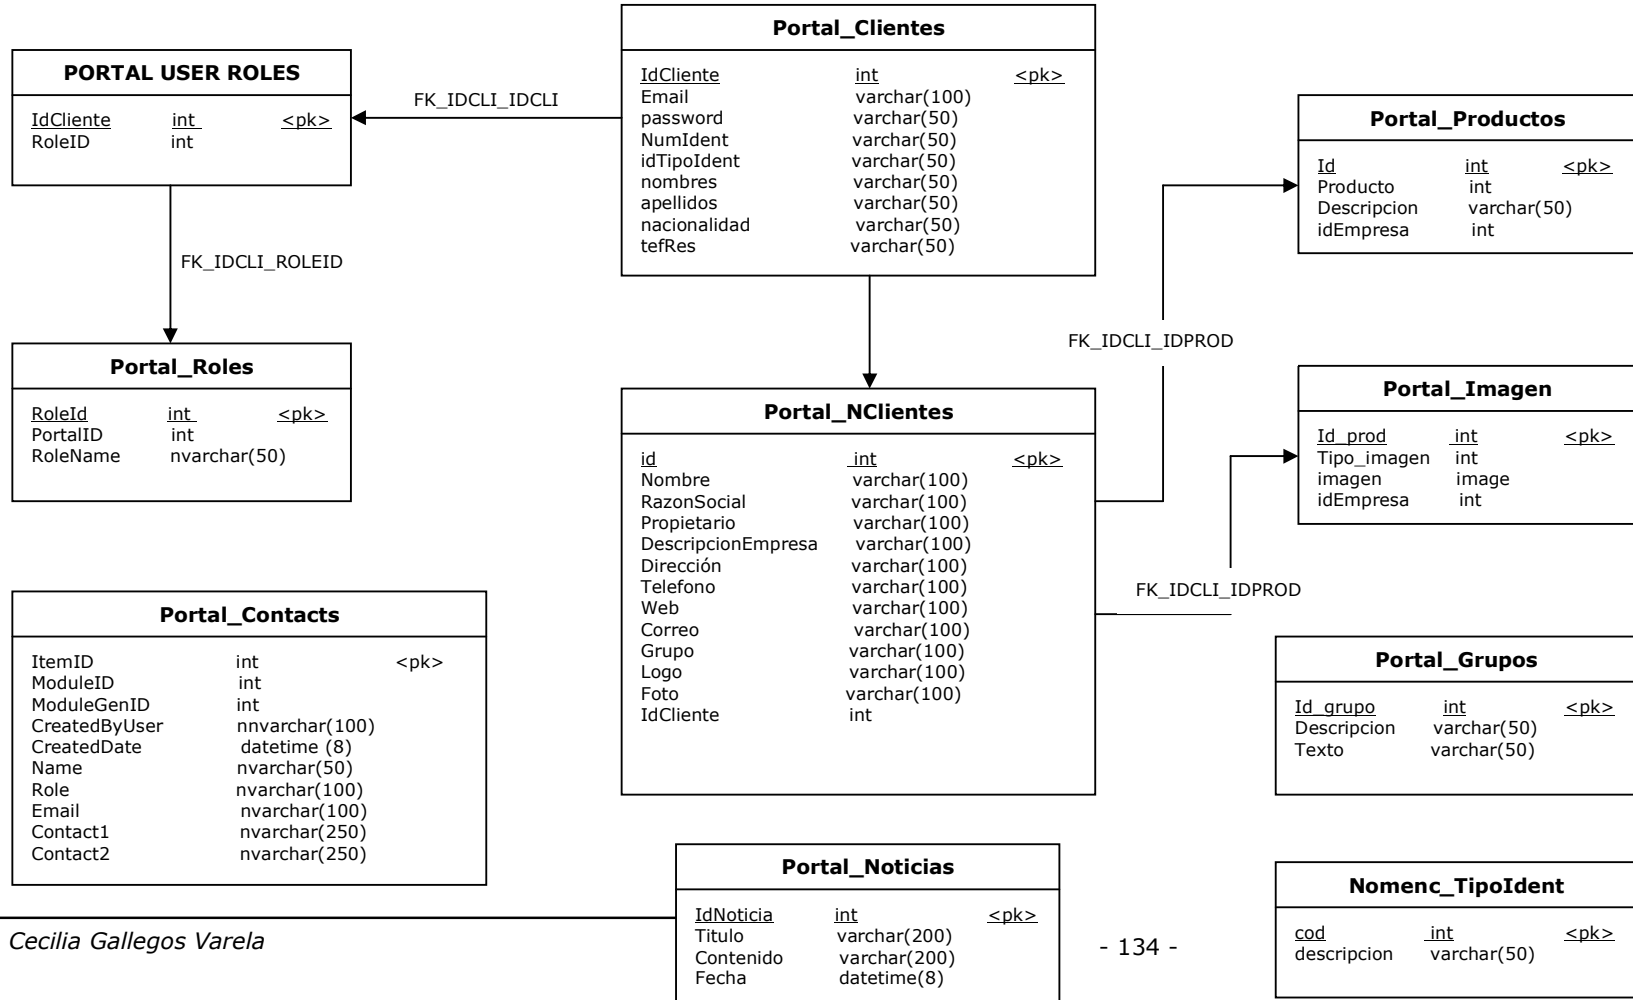 Portal_Clientes
IdCliente int <pk>
Email varchar(100)
password varchar(50)
NumIdent varchar(50)
idTipoIdent varchar(50)
nombres varchar(50)
apellidos varchar(50)
nacionalidad varchar(50)
tefRes varchar(50)
PORTAL USER ROLES
IdCliente int <pk>
RoleID int
FK_IDCLI_IDCLI
Portal_Productos
Id int <pk>
Producto int
Descripcion varchar(50)
idEmpresa int
FK_IDCLI_ROLEID
FK_IDCLI_IDPROD
Portal_Roles
RoleId int <pk>
PortalID int
RoleName nvarchar(50)
Portal_NClientes
id int <pk>
Nombre varchar(100)
RazonSocial varchar(100)
Propietario varchar(100)
DescripcionEmpresa varchar(100)
Dirección varchar(100)
Telefono varchar(100)
Web varchar(100)
Correo varchar(100)
Grupo varchar(100)
Logo varchar(100)
Foto varchar(100)
IdCliente int
Portal_Imagen
Id_prod int <pk>
Tipo_imagen int
imagen image
idEmpresa int
FK_IDCLI_IDPROD
Portal_Contacts
ItemID int <pk>
ModuleID int
ModuleGenID int
CreatedByUser nnvarchar(100)
CreatedDate datetime (8)
Name nvarchar(50)
Role nvarchar(100)
Email nvarchar(100)
Contact1 nvarchar(250)
Contact2 nvarchar(250)
Portal_Grupos
Id_grupo int <pk>
Descripcion varchar(50)
Texto varchar(50)
Portal_Noticias
IdNoticia int <pk>
Titulo varchar(200)
Contenido varchar(200)
Fecha datetime(8)
Nomenc_TipoIdent
cod int <pk>
descripcion varchar(50)
Cecilia Gallegos Varela
- 134 -